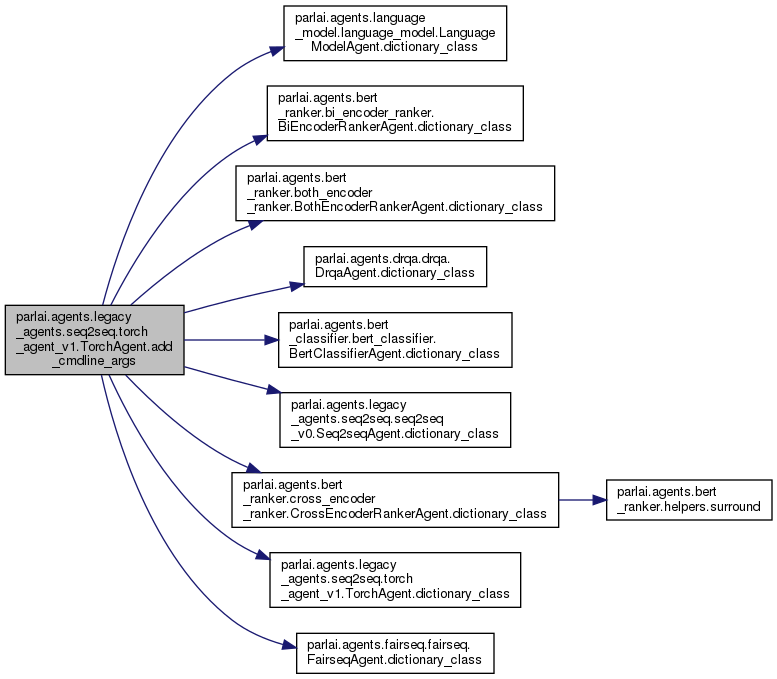 parlai.agents.language
_model.language_model.Language
ModelAgent.dictionary_class
parlai.agents.bert
_ranker.bi_encoder_ranker.
BiEncoderRankerAgent.dictionary_class
parlai.agents.bert
_ranker.both_encoder
_ranker.BothEncoderRankerAgent.dictionary_class
parlai.agents.drqa.drqa.
DrqaAgent.dictionary_class
parlai.agents.legacy
_agents.seq2seq.torch
_agent_v1.TorchAgent.add
_cmdline_args
parlai.agents.bert
_classifier.bert_classifier.
BertClassifierAgent.dictionary_class
parlai.agents.legacy
_agents.seq2seq.seq2seq
_v0.Seq2seqAgent.dictionary_class
parlai.agents.bert
_ranker.cross_encoder
_ranker.CrossEncoderRankerAgent.dictionary_class
parlai.agents.bert
_ranker.helpers.surround
parlai.agents.legacy
_agents.seq2seq.torch
_agent_v1.TorchAgent.dictionary_class
parlai.agents.fairseq.fairseq.
FairseqAgent.dictionary_class